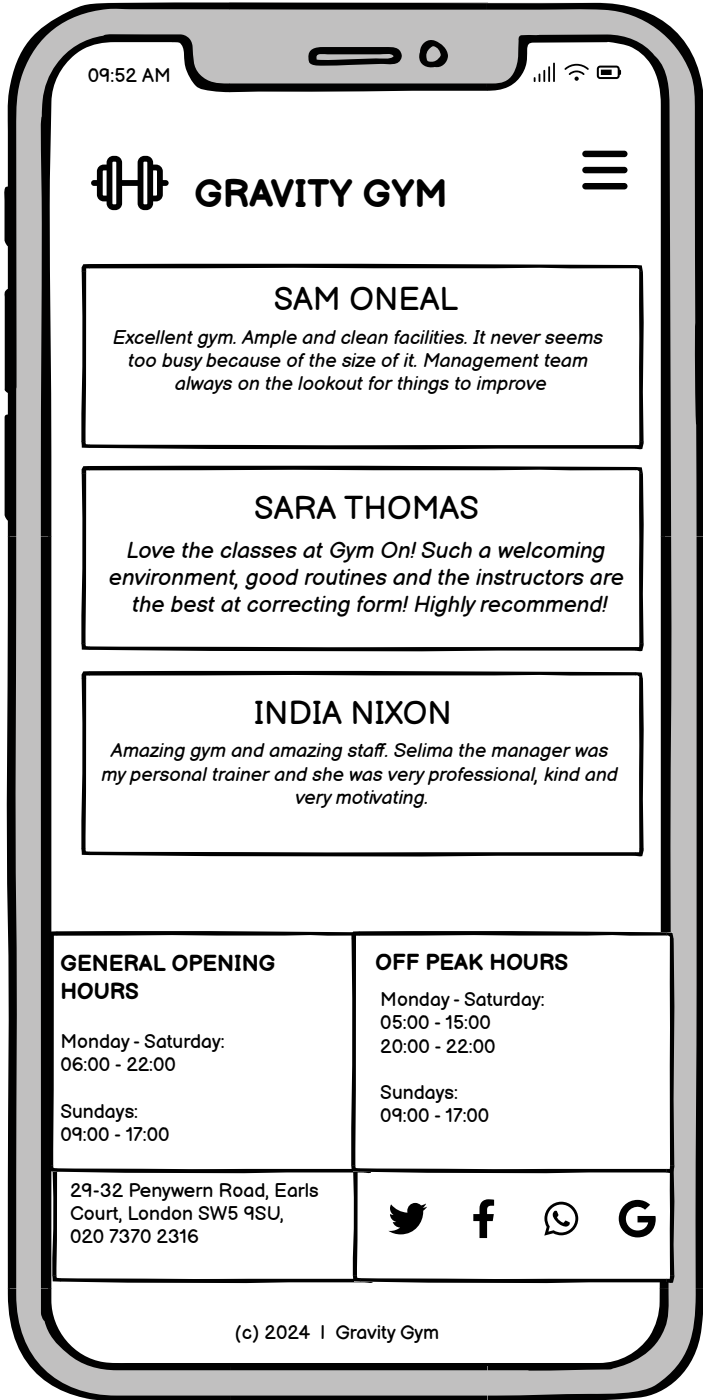 09:52 AM
GRAVITY GYM
SAM ONEAL
Excellent gym. Ample and clean facilities. It never seems
too busy because of the size of it. Management team
always on the lookout for things to improve
SARA THOMAS
Love the classes at Gym On! Such a welcoming
environment, good routines and the instructors are
the best at correcting form! Highly recommend!
INDIA NIXON
Amazing gym and amazing staff. Selima the manager was
my personal trainer and she was very professional, kind and
very motivating.
GENERAL OPENING
HOURS
Monday - Saturday:
06:00 - 22:00
Sundays:
09:00 - 17:00
OFF PEAK HOURS
Monday - Saturday:
05:00 - 15:00
20:00 - 22:00
Sundays:
09:00 - 17:00
29-32 Penywern Road, Earls
Court, London SW5 9SU,
020 7370 2316
(c) 2024 | Gravity Gym